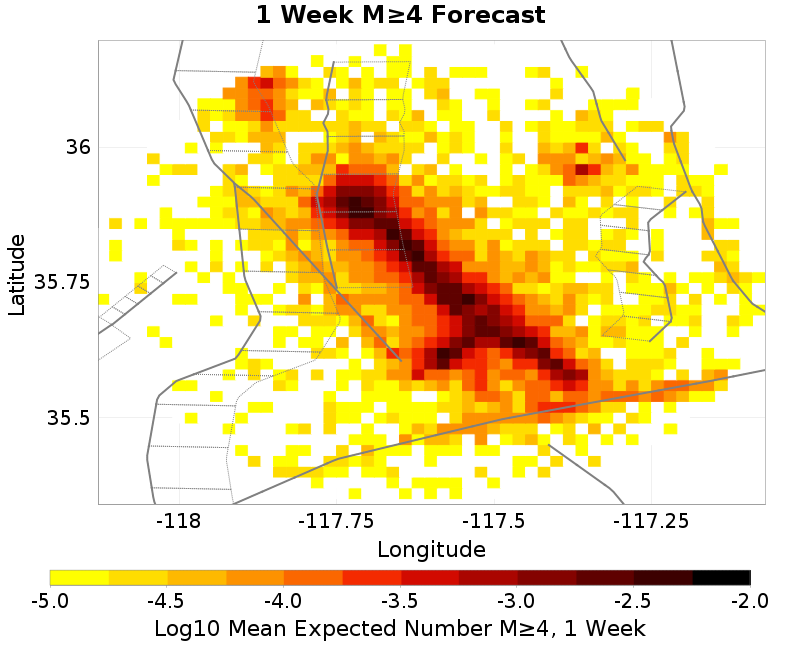 1 Week M≥4 Forecast
Latitude
36
35.75
35.5
-118 -117.75 -117.5 -117.25
Longitude
-5.0 -4.5 -4.0 -3.5 -3.0 -2.5 -2.0
Log10 Mean Expected Number M≥4, 1 Week